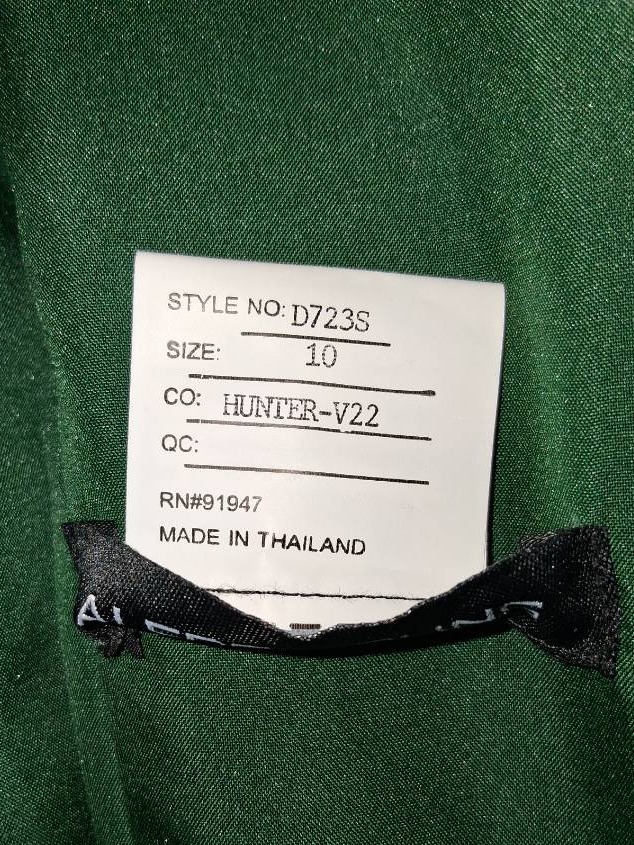 STYLE NO: D723S
SIZE: 10
CO: HUNTER-V22
QC:
RN#91947
MADE IN THAILAND